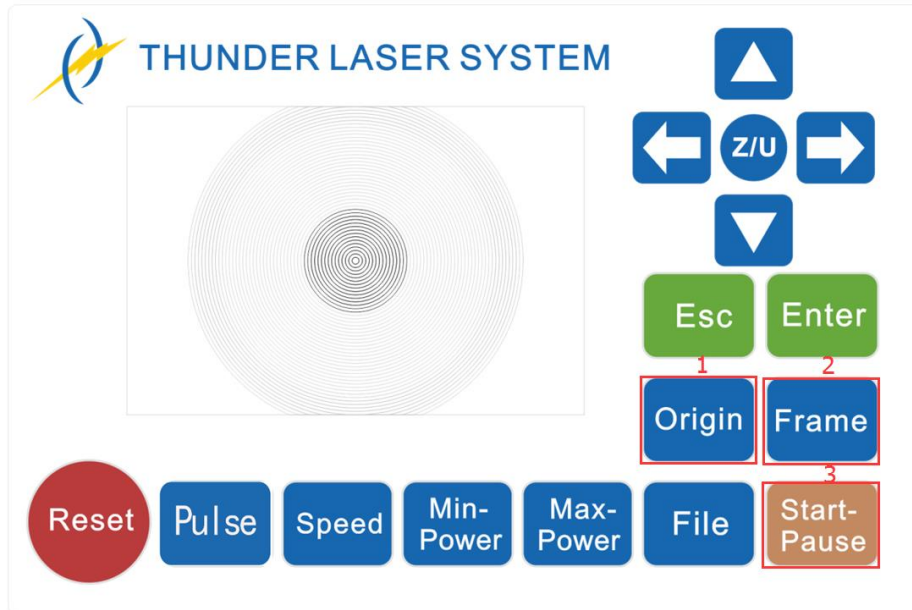 THUNDER LASER SYSTEM
Z/U
Esc
Enter
1
2
Origin
Frame
3
Reset
Pulse
Speed
Min-
Power
Max-
Power
File
Start-
Pause